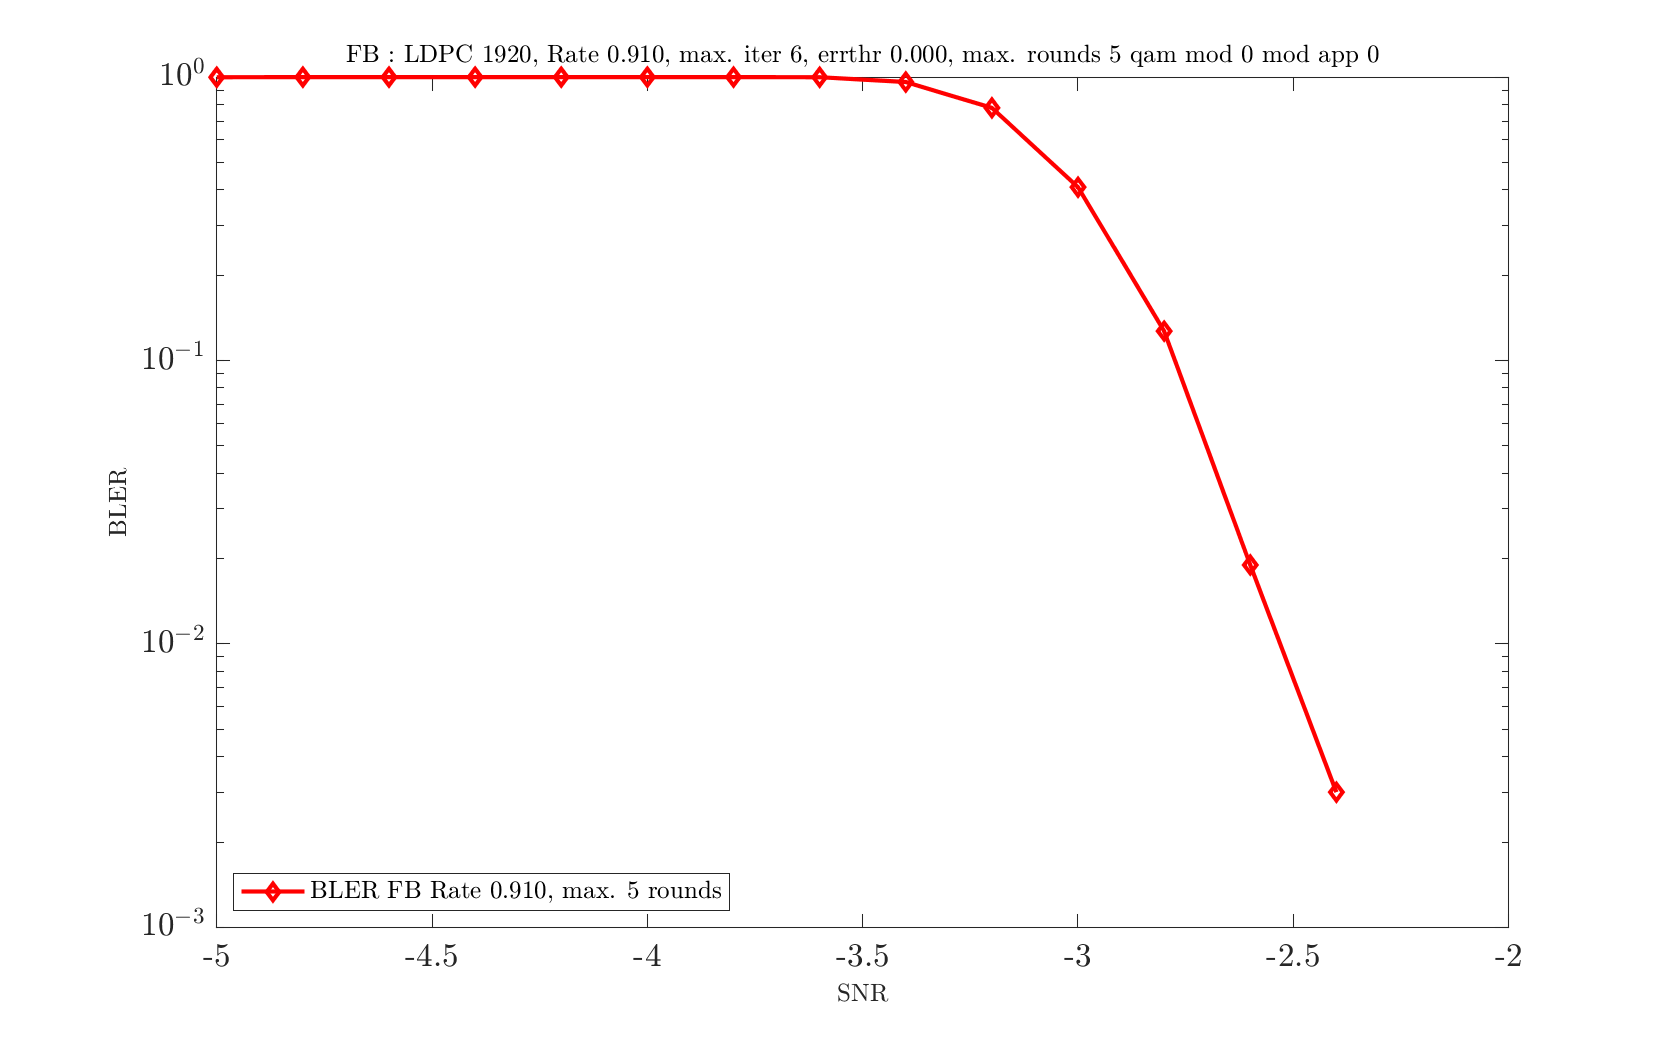 FB : LDPC 1920, Rate 0.910, max. iter 6, errthr 0.000, max. rounds 5 qam mod 0 mod app 0
10^0
10^{-1}
10^{-2}
10^{-3}
BLER
BLER FB Rate 0.910, max. 5 rounds
-5 -4.5 -4 -3.5 -3 -2.5 -2
SNR